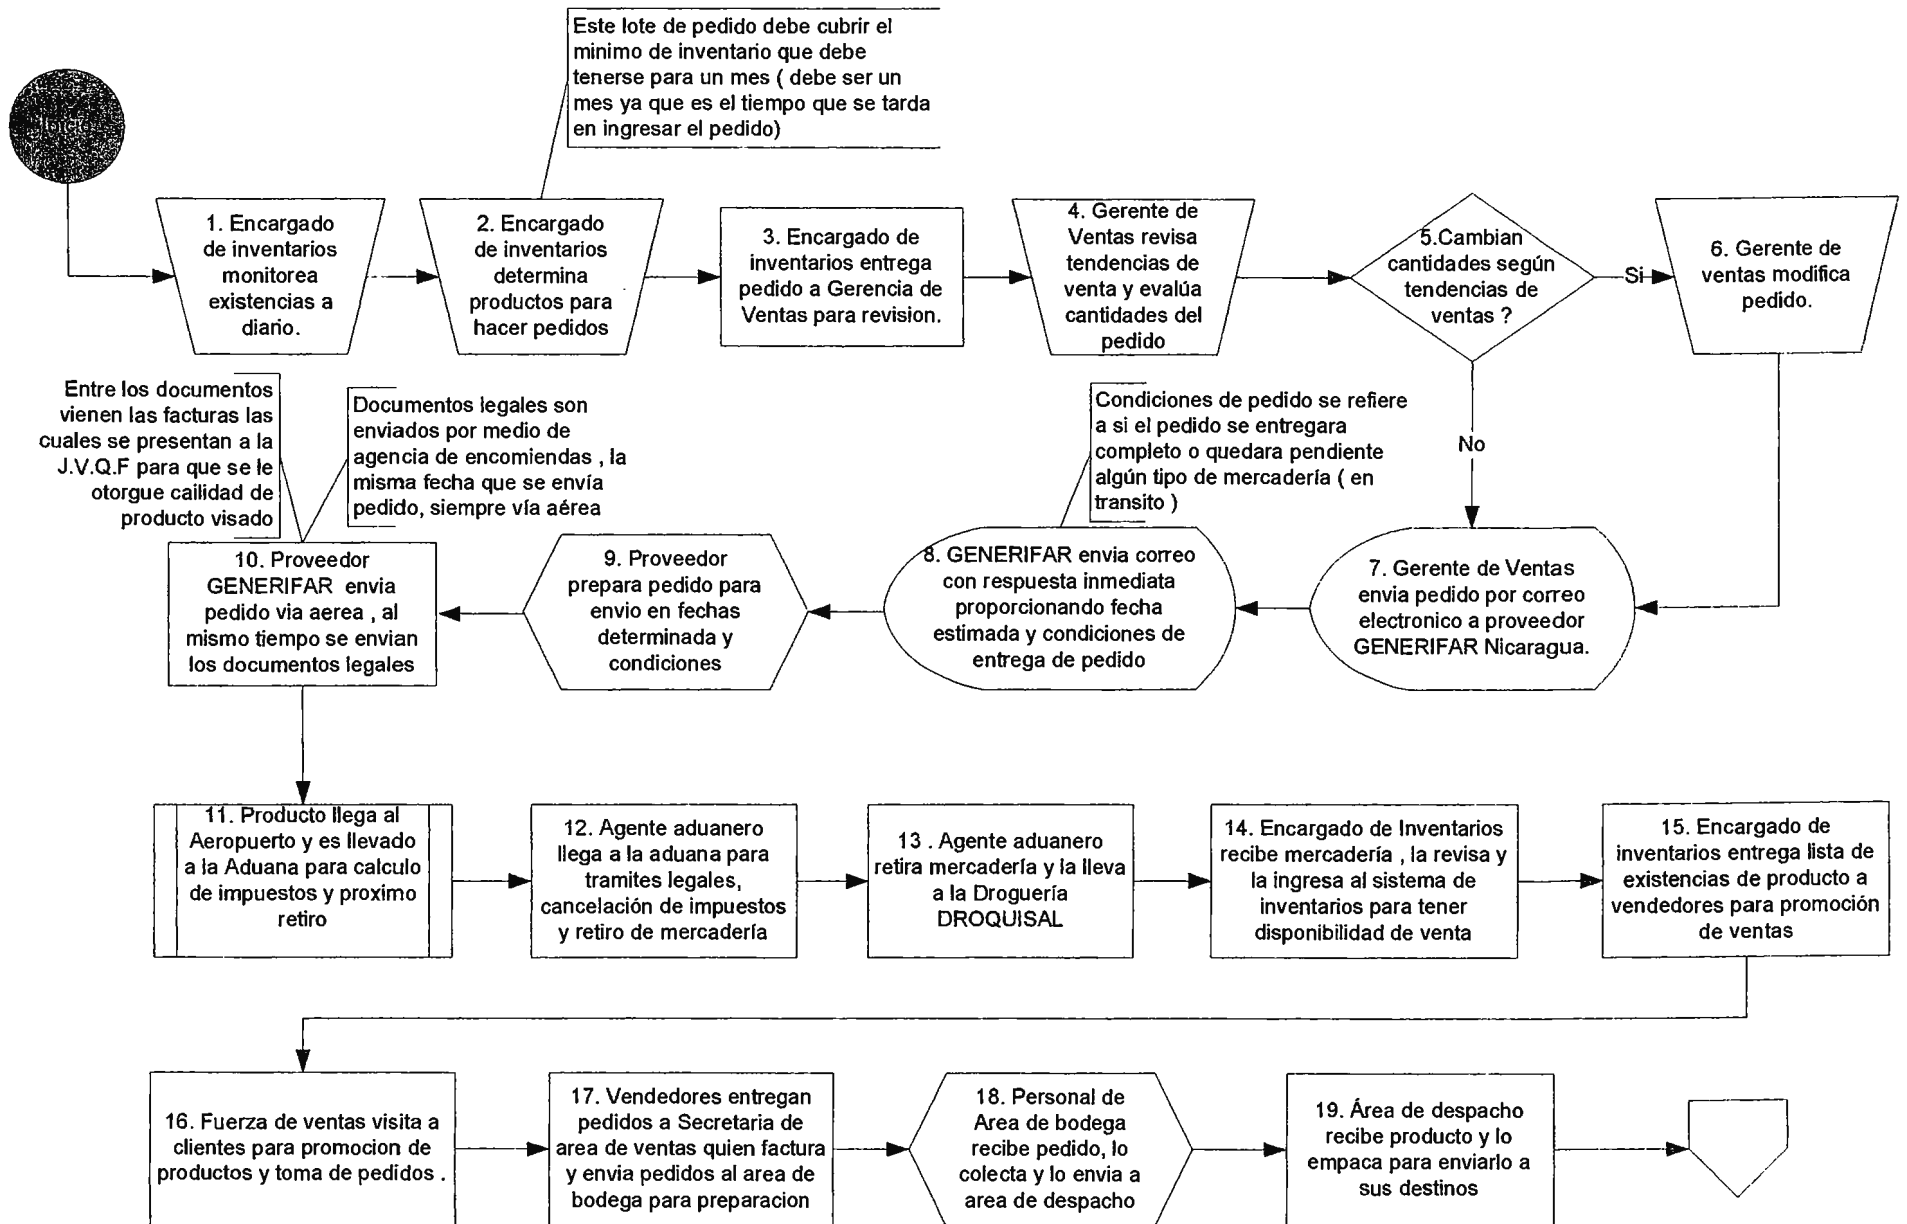 Este lote de pedido debe cubrir el
minimo de inventario que debe
tenerse para un mes ( debe ser un
mes ya que es el tiempo que se tarda
en ingresar el pedido)
Inicio
1. Encargado
de inventarios
monitorea
existencias a
diario.
2. Encargado
de inventarios
determina
productos para
hacer pedidos
3. Encargado de
inventarios entrega
pedido a Gerencia de
Ventas para revision.
4. Gerente de
Ventas revisa
tendencias de
venta y evalúa
cantidades del
pedido
5.Cambian
cantidades según
tendencias de
ventas ?
Si
6. Gerente de
ventas modifica
pedido.
No
Entre los documentos
vienen las facturas las
cuales se presentan a la
J.V.Q.F para que se le
otorgue cailidad de
producto visado
Documentos legales son
enviados por medio de
agencia de encomiendas , la
misma fecha que se envía
pedido, siempre vía aérea
Condiciones de pedido se refiere
a si el pedido se entregara
completo o quedara pendiente
algún tipo de mercadería ( en
transito )
10. Proveedor
GENERIFAR envia
pedido via aerea , al
mismo tiempo se envian
los documentos legales
9. Proveedor
prepara pedido para
envio en fechas
determinada y
condiciones
8. GENERIFAR envia correo
con respuesta inmediata
proporcionando fecha
estimada y condiciones de
entrega de pedido
7. Gerente de Ventas
envia pedido por correo
electronico a proveedor
GENERIFAR Nicaragua.
11. Producto llega al
Aeropuerto y es llevado
a la Aduana para calculo
de impuestos y proximo
retiro
12. Agente aduanero
llega a la aduana para
tramites legales,
cancelación de impuestos
y retiro de mercadería
13 . Agente aduanero
retira mercadería y la lleva
a la Droguería
DROQUISAL
14. Encargado de Inventarios
recibe mercadería , la revisa y
la ingresa al sistema de
inventarios para tener
disponibilidad de venta
15. Encargado de
inventarios entrega lista de
existencias de producto a
vendedores para promoción
de ventas
16. Fuerza de ventas visita a
clientes para promocion de
productos y toma de pedidos .
17. Vendedores entregan
pedidos a Secretaria de
area de ventas quien factura
y envia pedidos al area de
bodega para preparacion
18. Personal de
Area de bodega
recibe pedido, lo
colecta y lo envia a
area de despacho
19. Área de despacho
recibe producto y lo
empaca para enviarlo a
sus destinos